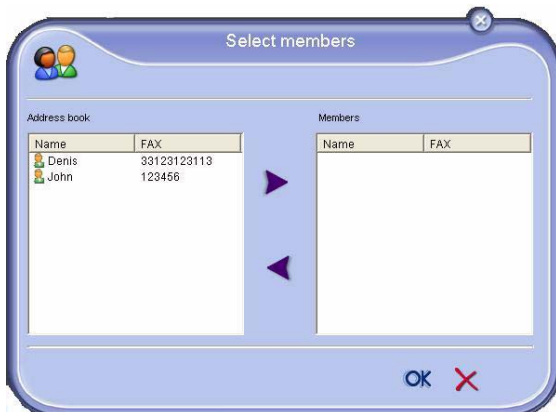 Select members
Address book
Members
Name FAX
Name FAX
Denis 33123123113
John 123456
OK